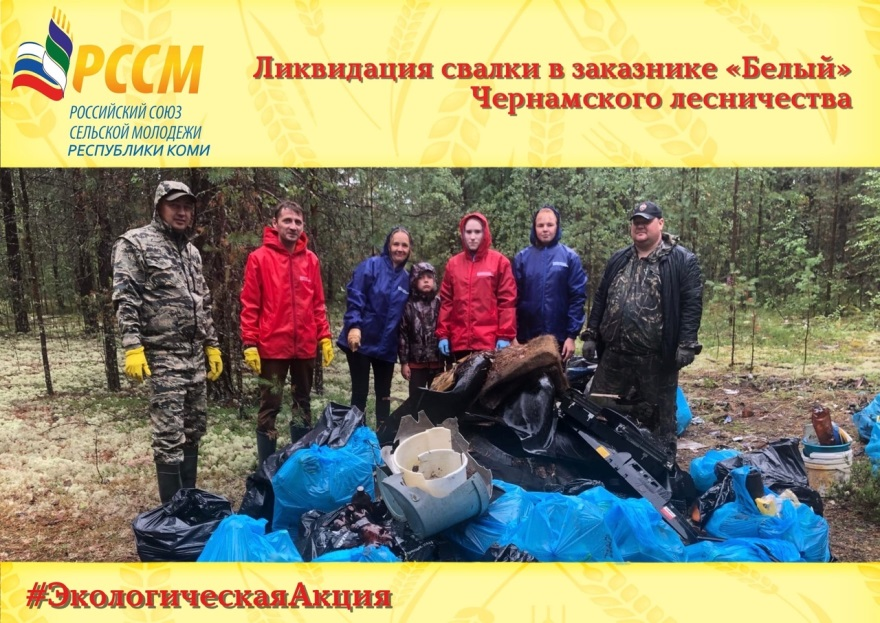 РССМ
РОССИЙСКИЙ СОЮЗ
СЕЛЬСКОЙ МОЛОДЕЖИ
РЕСПУБЛИКИ КОМИ
Ликвидация свалки в заказнике «Белый»
Чернамского лесничества
#ЭкологическаяАкция